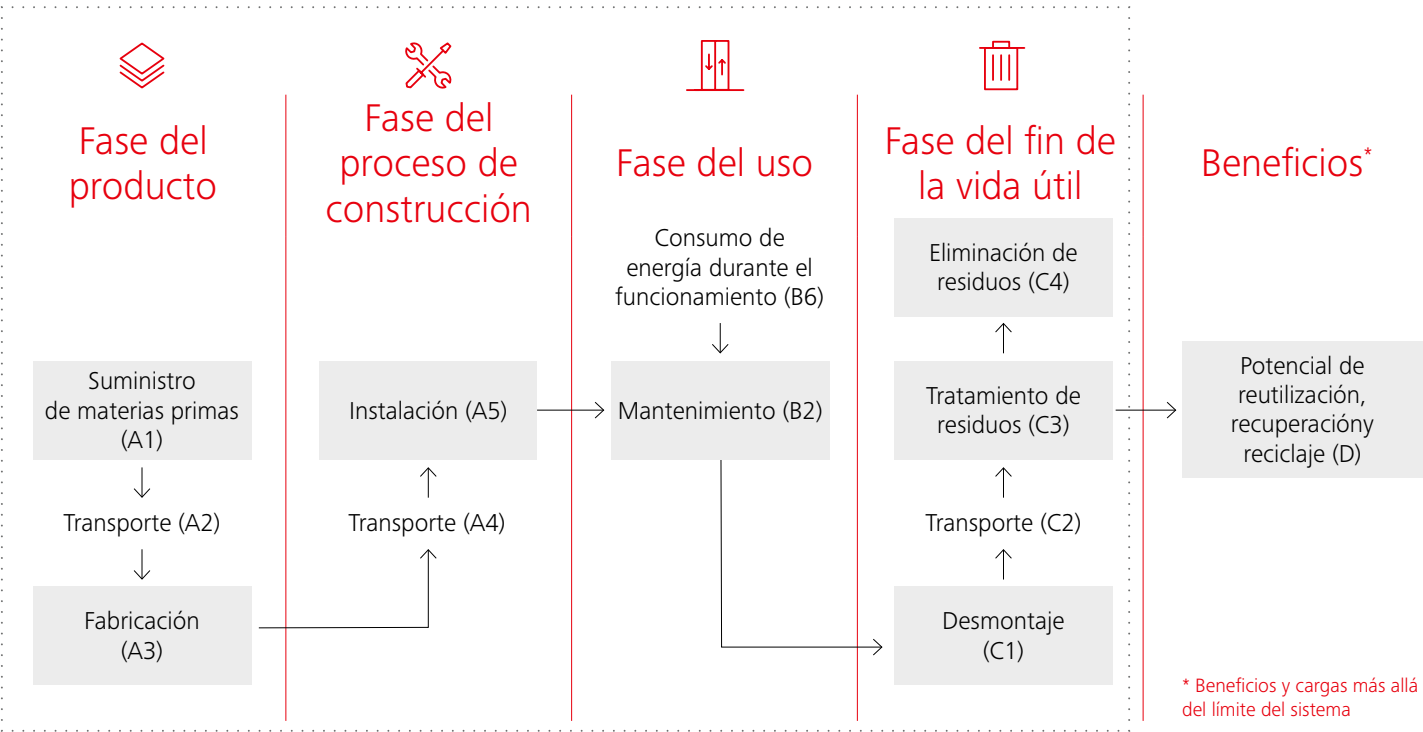 Fase del
producto
Suministro
de materias primas
(A1)
Transporte (A2)
Fabricación
(A3)
Fase del
proceso de
construcción
Instalación (A5)
Transporte (A4)
Fase del uso
Consumo de
energía durante el
funcionamiento (B6)
Mantenimiento (B2)
Fase del fin de
la vida útil
Eliminación de
residuos (C4)
Tratamiento de
residuos (C3)
Transporte (C2)
Desmontaje
(C1)
Beneficios*
Potencial de
reutilización,
recuperacióny
reciclaje (D)
* Beneficios y cargas más allá
del límite del sistema